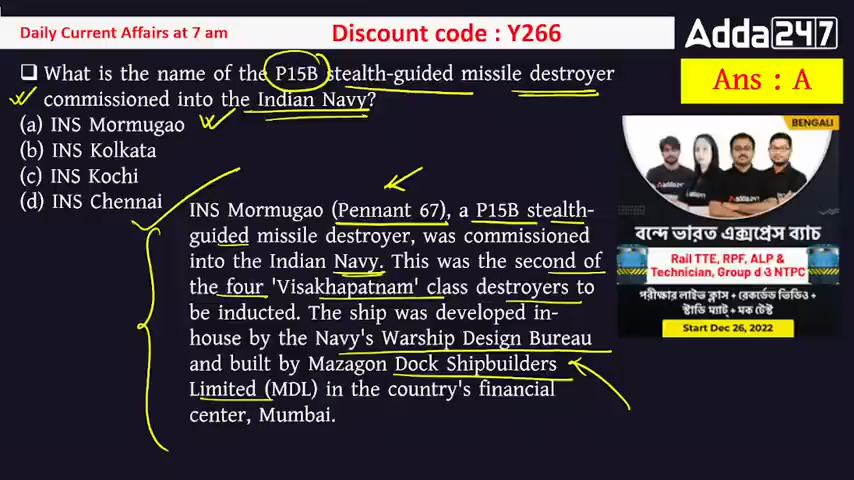 Daily Current Affairs at 7 am
Discount code : Y266
Adda247
What is the name of the P15B stealth-guided missile destroyer
commissioned into the Indian Navy?
(a) INS Mormugao
(b) INS Kolkata
(c) INS Kochi
(d) INS Chennai
Ans : A
INS Mormugao (Pennant 67), a P15B stealth-
guided missile destroyer, was commissioned
into the Indian Navy. This was the second of
the four 'Visakhapatnam' class destroyers to
be inducted. The ship was developed in-
house by the Navy's Warship Design Bureau
and built by Mazagon Dock Shipbuilders
Limited (MDL) in the country's financial
center, Mumbai.
BENGALI
বন্দে ভারত এক্সপ্রেস ব্যাচ
Rail TTE, RPF, ALP &
Technician, Group d ও NTPC
পরীক্ষার লাইভ ক্লাস + রেকর্ডেড ভিডিও +
স্টাডি ম্যাট + মক টেস্ট
Start Dec 26, 2022